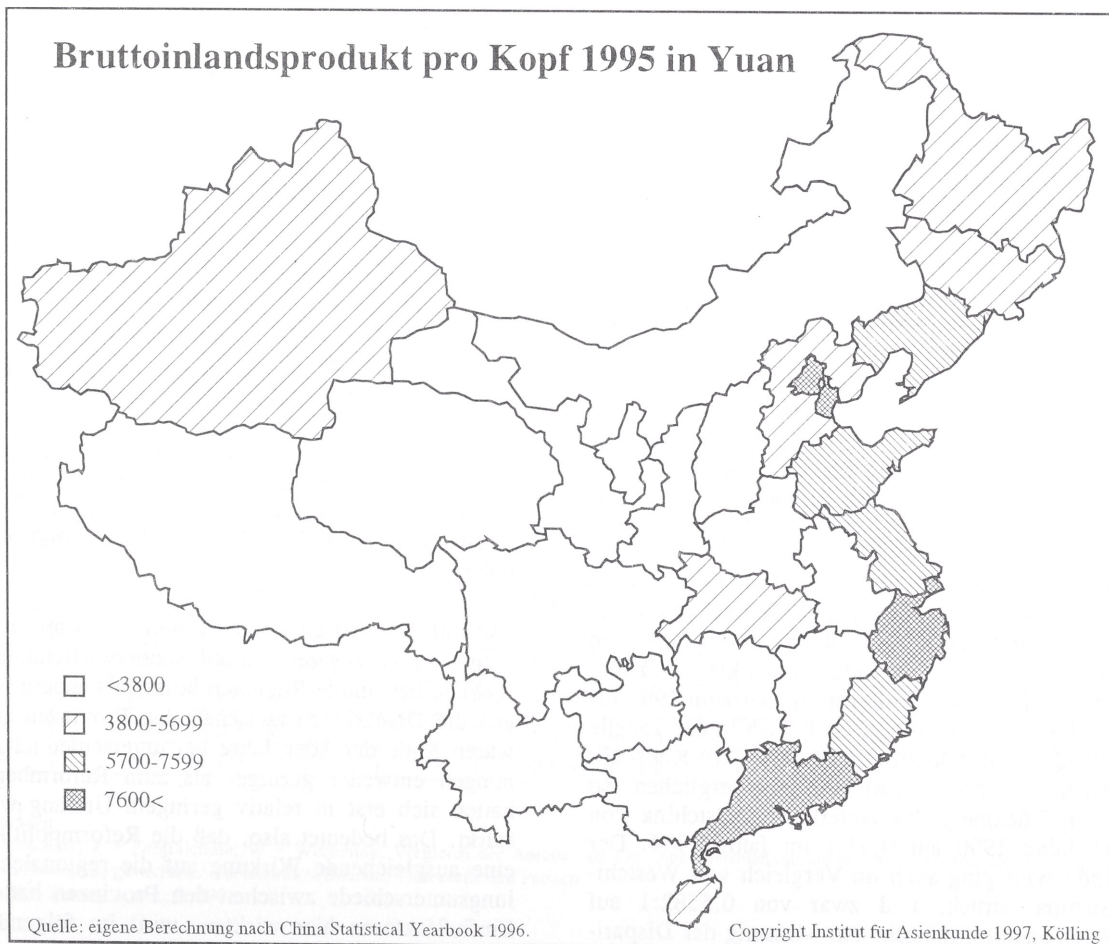 Bruttoinlandsprodukt pro Kopf 1995 in Yuan
<3800
3800-5699
5700-7599
7600<
Quelle: eigene Berechnung nach China Statistical Yearbook 1996.
Copyright Institut für Asienkunde 1997, Kölling